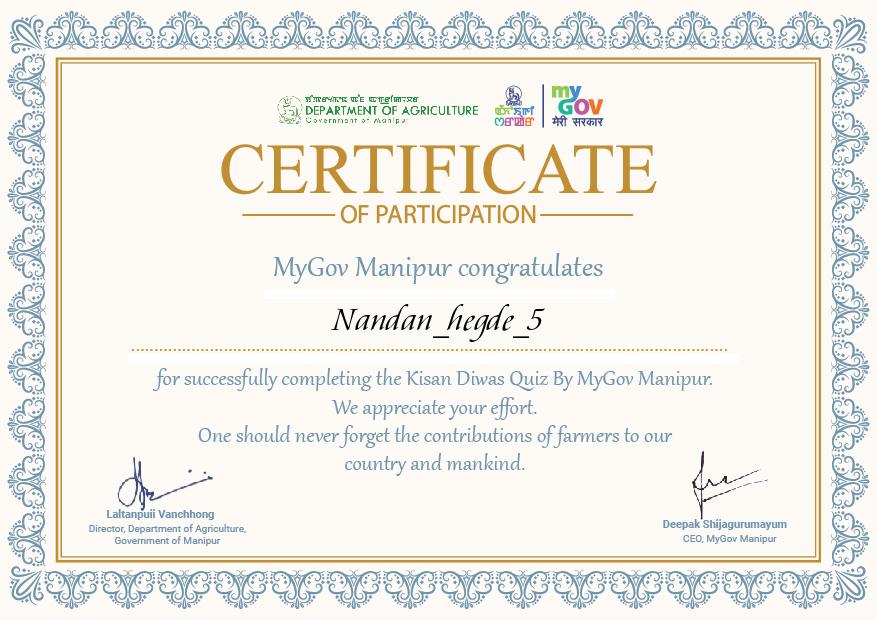 DEPARTMENT OF AGRICULTURE
Government of Manipur
my
GOV
मेरी सरकार
CERTIFICATE
OF PARTICIPATION
MyGov Manipur congratulates
Nandan_hegde_5
for successfully completing the Kisan Diwas Quiz By MyGov Manipur.
We appreciate your effort.
One should never forget the contributions of farmers to our
country and mankind.
Laltanpuii Vanchhong
Director, Department of Agriculture,
Government of Manipur
Deepak Shijagurumayum
CEO, MyGov Manipur